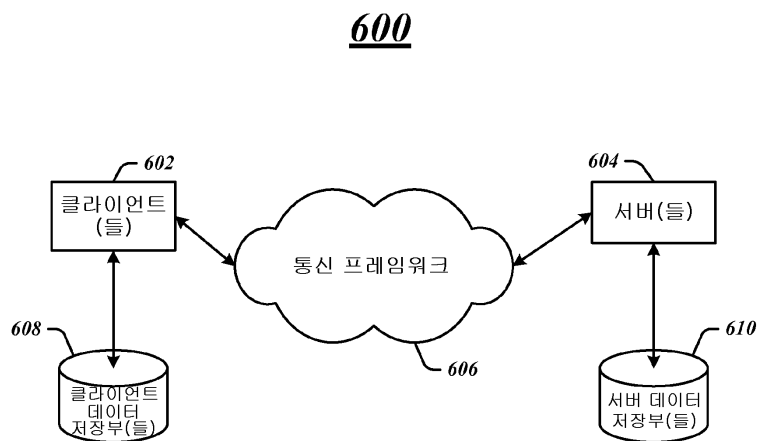 600
602
604
클라이언트
(들)
서버(들)
통신 프레임워크
608
610
606
클라이언트
데이터
저장부(들)
서버 데이터
저장부(들)